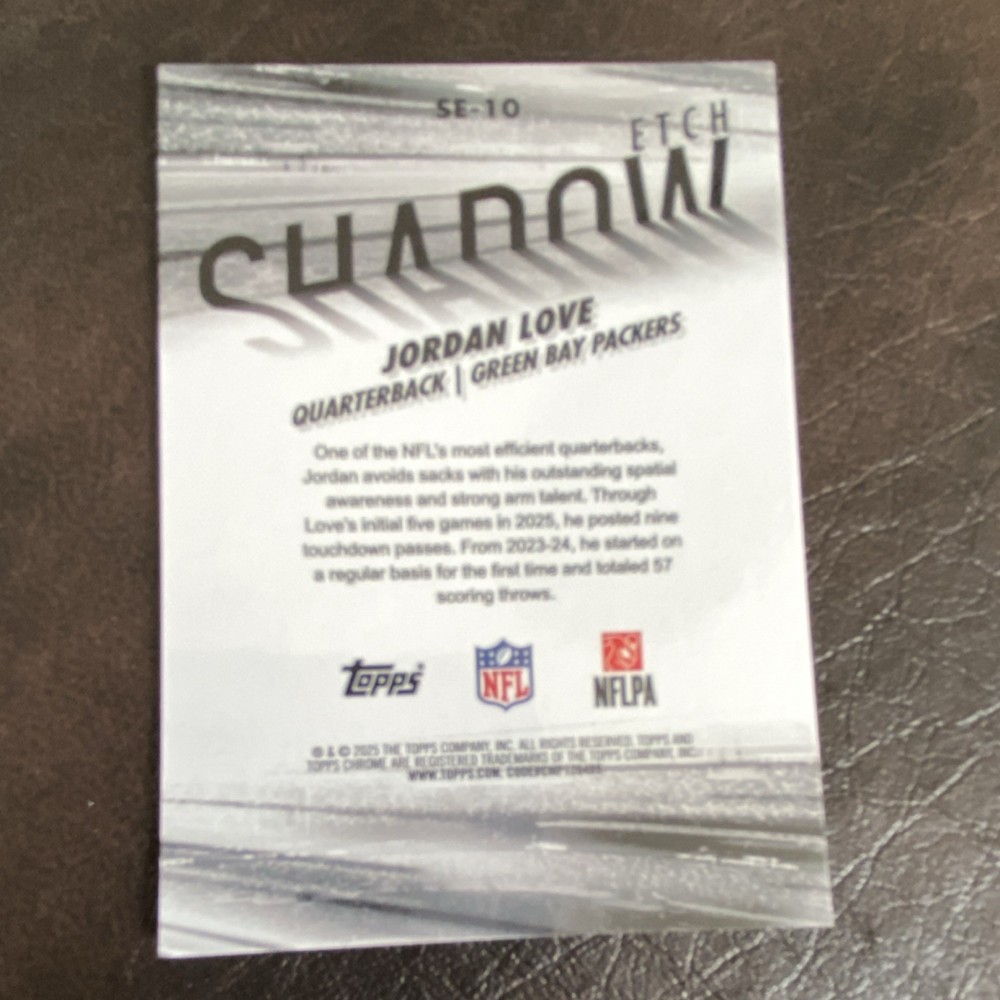 SE-10
ETCH
SHADOW
JORDAN LOVE
QUARTERBACK | GREEN BAY PACKERS
One of the NFL's most efficient quarterbacks,
Jordan avoids sacks with his outstanding spatial
awareness and strong arm talent. Through
Love's initial five games in 2025, he posted nine
touchdown passes. From 2023-24, he started on
a regular basis for the first time and totaled 57
scoring throws.
topps NFL NFLPA
® & © 2025 THE TOPPS COMPANY, INC. ALL RIGHTS RESERVED. TOPPS AND
TOPPS CHROME ARE REGISTERED TRADEMARKS OF THE TOPPS COMPANY, INC.
WWW.TOPPS.COM